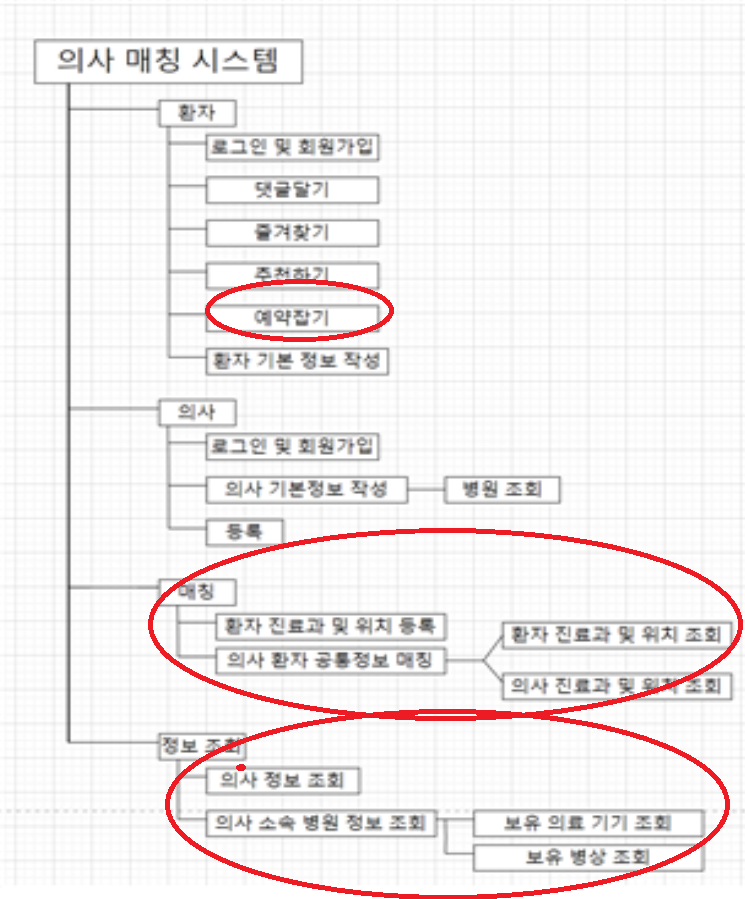 의사 매칭 시스템
환자
로그인 및 회원가입
댓글달기
즐겨찾기
추천하기
예약잡기
환자 기본 정보 작성
의사
로그인 및 회원가입
의사 기본정보 작성
병원 조회
등록
매칭
환자 진료과 및 위치 등록
의사 환자 공통정보 매칭
환자 진료과 및 위치 조회
의사 진료과 및 위치 조회
정보 조회
의사 정보 조회
의사 소속 병원 정보 조회
보유 의료 기기 조회
보유 병상 조회